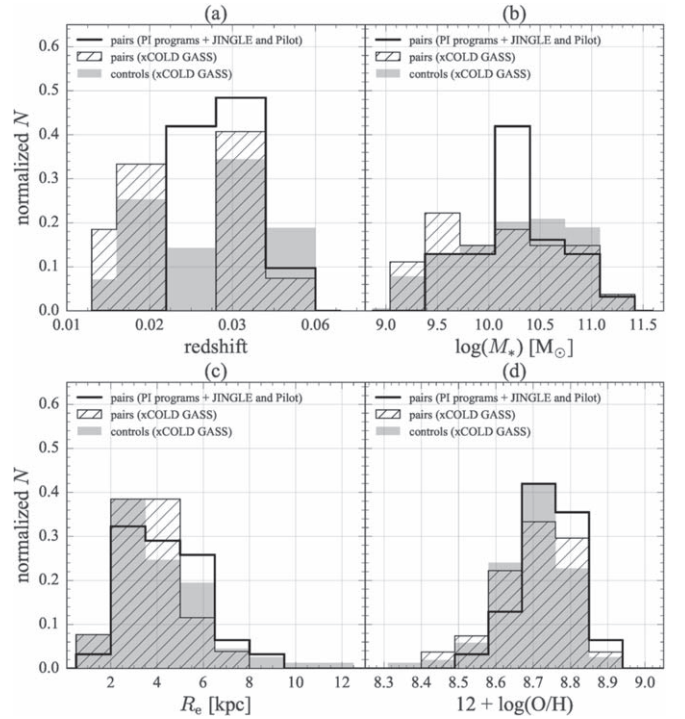 (a)
(b)
pairs (PI programs + JINGLE and Pilot)
pairs (xCOLD GASS)
controls (xCOLD GASS)
pairs (PI programs + JINGLE and Pilot)
pairs (xCOLD GASS)
controls (xCOLD GASS)
normalized N
0.6
0.5
0.4
0.3
0.2
0.1
0.0
0.01 0.02 0.03 0.06
redshift
9.0 9.5 10.0 10.5 11.0 11.5
log(M*) [M⊙]
(c)
(d)
pairs (PI programs + JINGLE and Pilot)
pairs (xCOLD GASS)
controls (xCOLD GASS)
pairs (PI programs + JINGLE and Pilot)
pairs (xCOLD GASS)
controls (xCOLD GASS)
normalized N
0.6
0.5
0.4
0.3
0.2
0.1
0.0
2 4 6 8 10 12
Re [kpc]
8.3 8.4 8.5 8.6 8.7 8.8 8.9 9.0
12 + log(O/H)